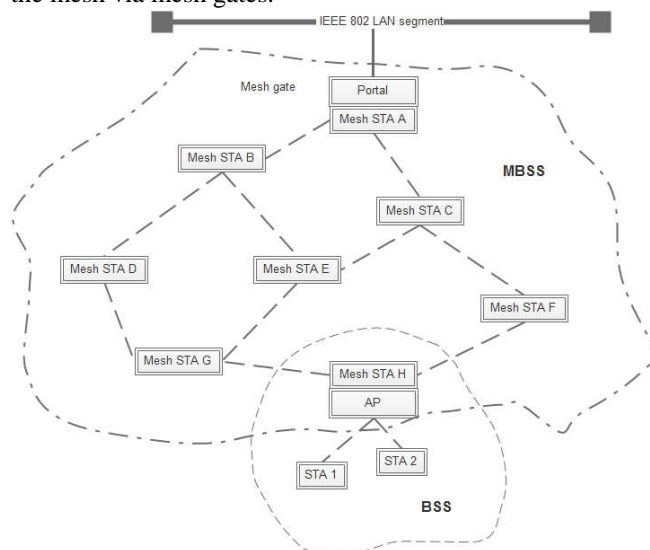 the mesh via mesh gates.
IEEE 802 LAN segment
Mesh gate
Portal
Mesh STA A
Mesh STA B
MBSS
Mesh STA C
Mesh STA D
Mesh STA E
Mesh STA F
Mesh STA G
Mesh STA H
AP
STA 1
STA 2
BSS